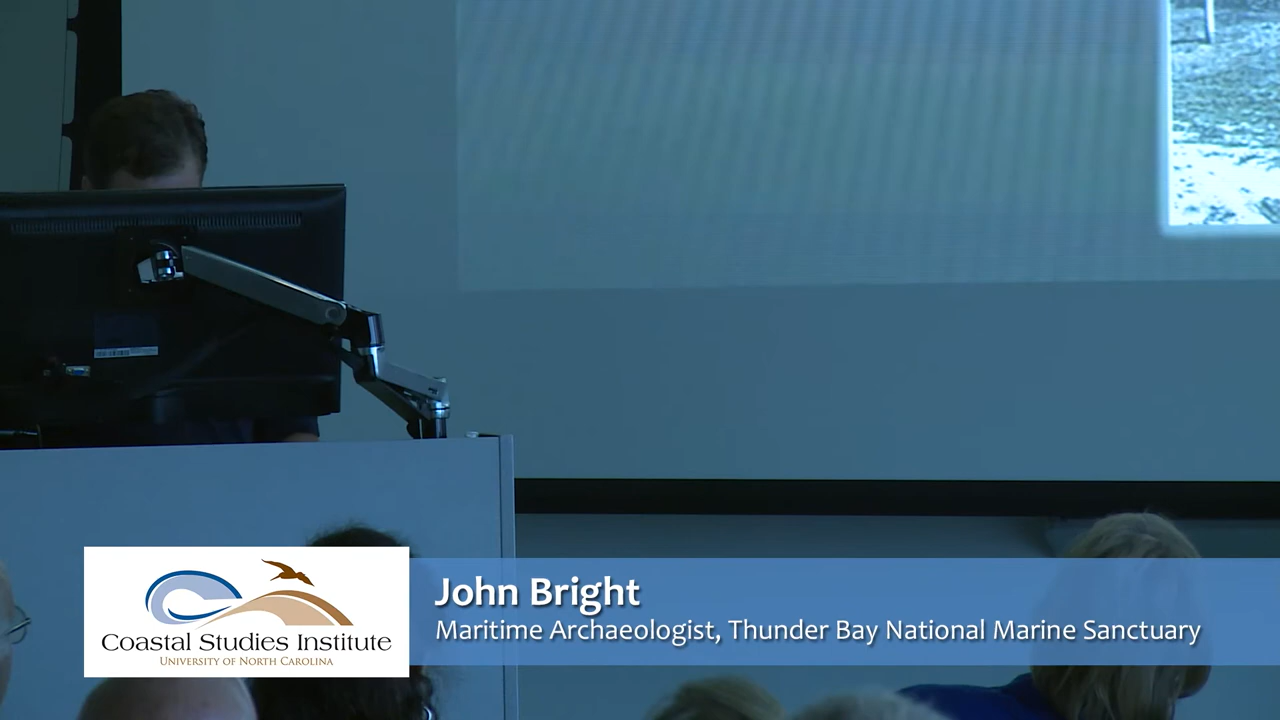 John Bright
Maritime Archaeologist, Thunder Bay National Marine Sanctuary
Coastal Studies Institute
University of North Carolina